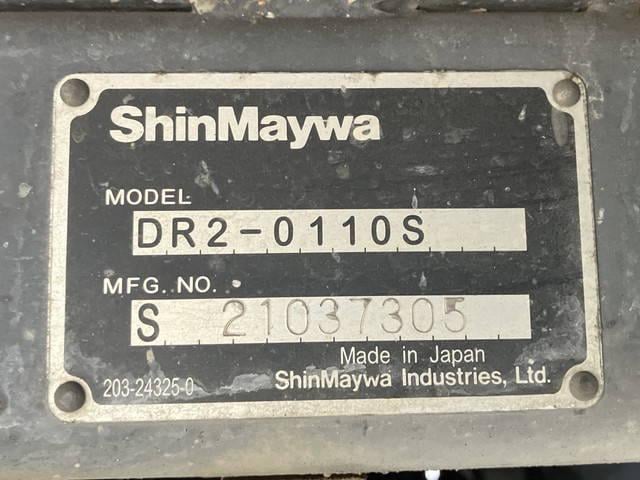 ShinMaywa
MODEL
DR2-0110S
MFG. NO.
S 21037305
Made in Japan
203-24325-0 ShinMaywa Industries, Ltd.